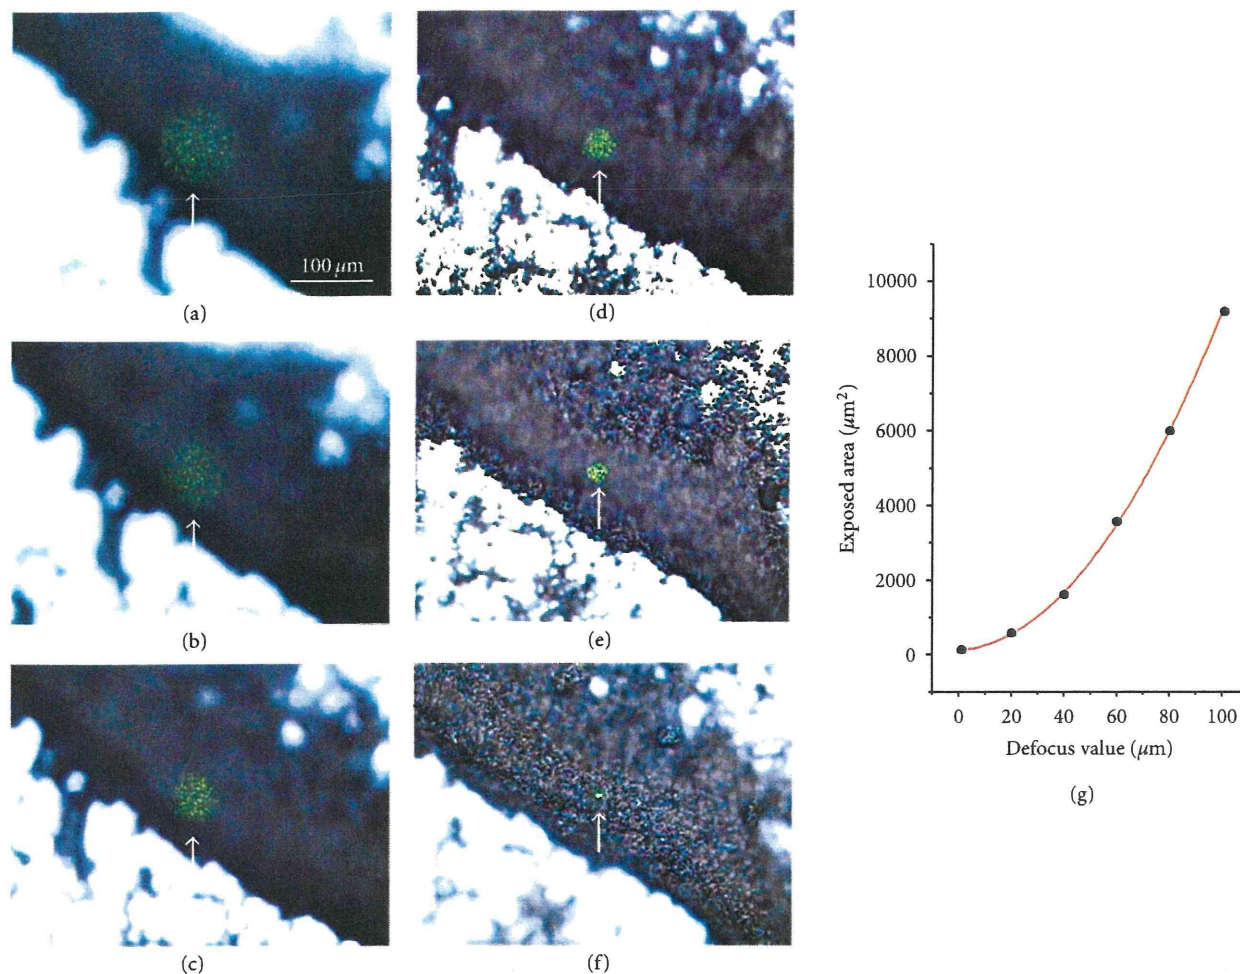 100 μm
(a)
(b)
(c)
(d)
(e)
(f)
10000
8000
6000
4000
2000
0
Exposed area (μm²)
0 20 40 60 80 100
Defocus value (μm)
(g)